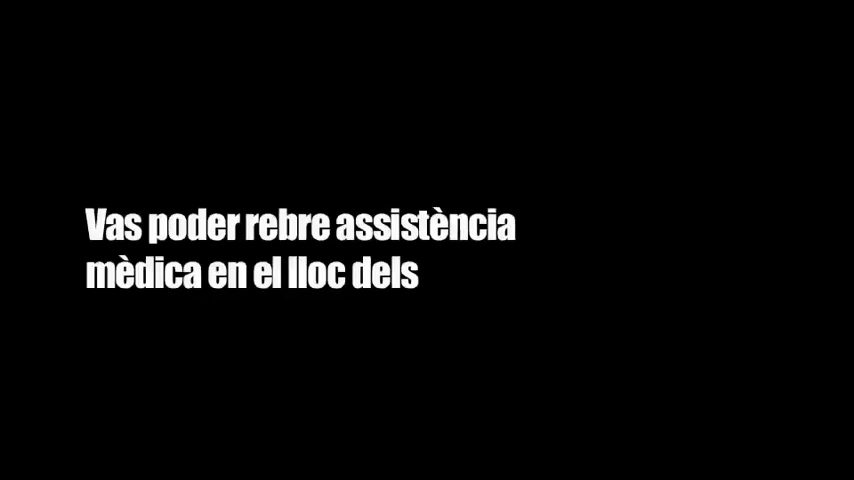 Vas poder rebre assistència
mèdica en el lloc dels